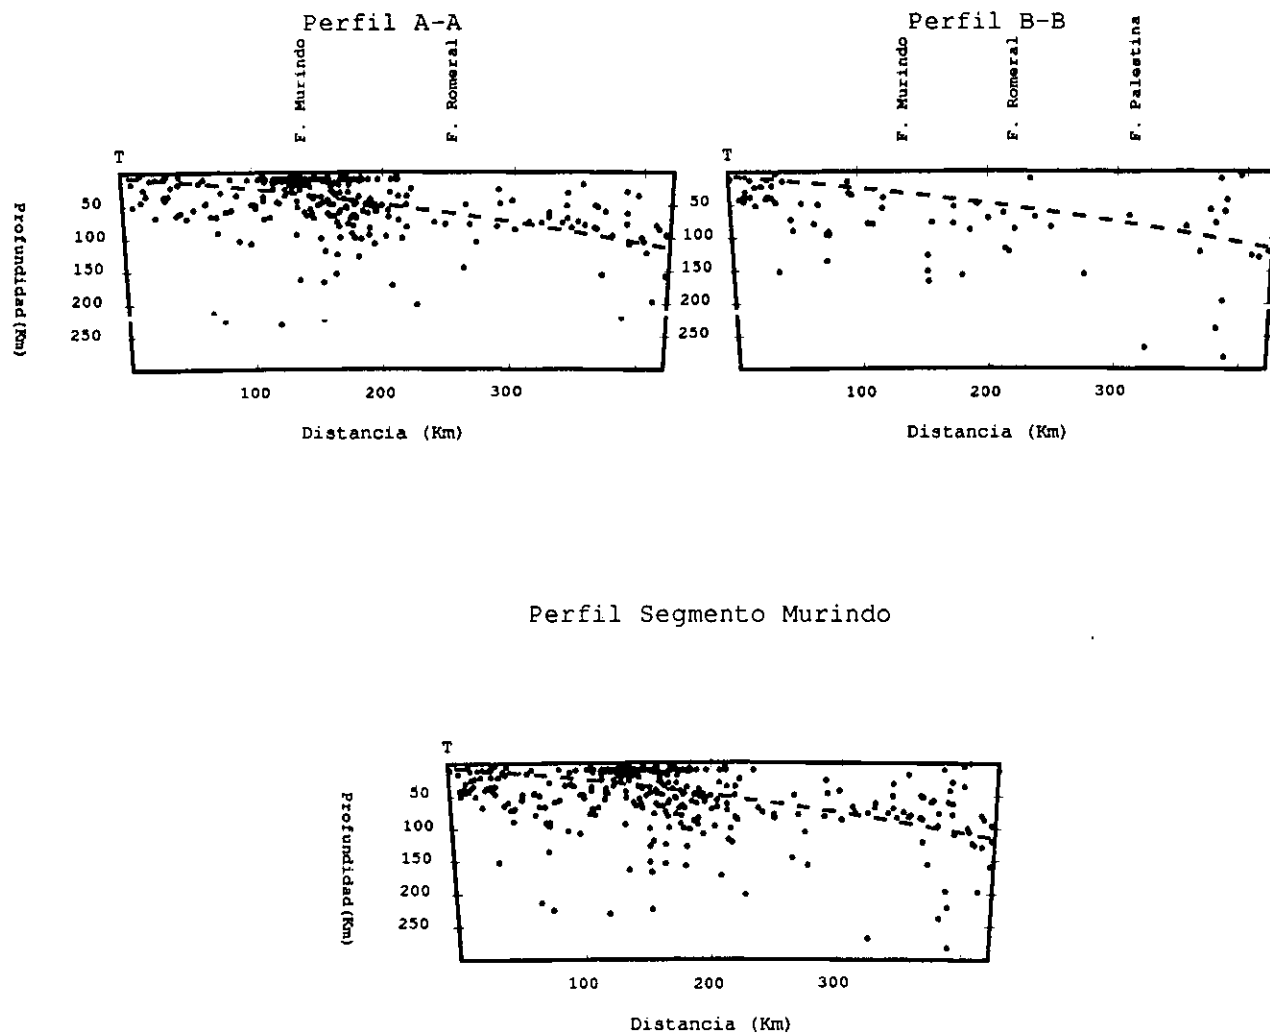 Perfil A-A
F. Murindo
F. Romeral
T
Profundidad(Km)
50
100
150
200
250
100
200
300
Distancia (Km)
Perfil B-B
F. Murindo
F. Romeral
F. Palestina
T
50
100
150
200
250
100
200
300
Distancia (Km)
Perfil Segmento Murindo
T
Profundidad(Km)
50
100
150
200
250
100
200
300
Distancia (Km)